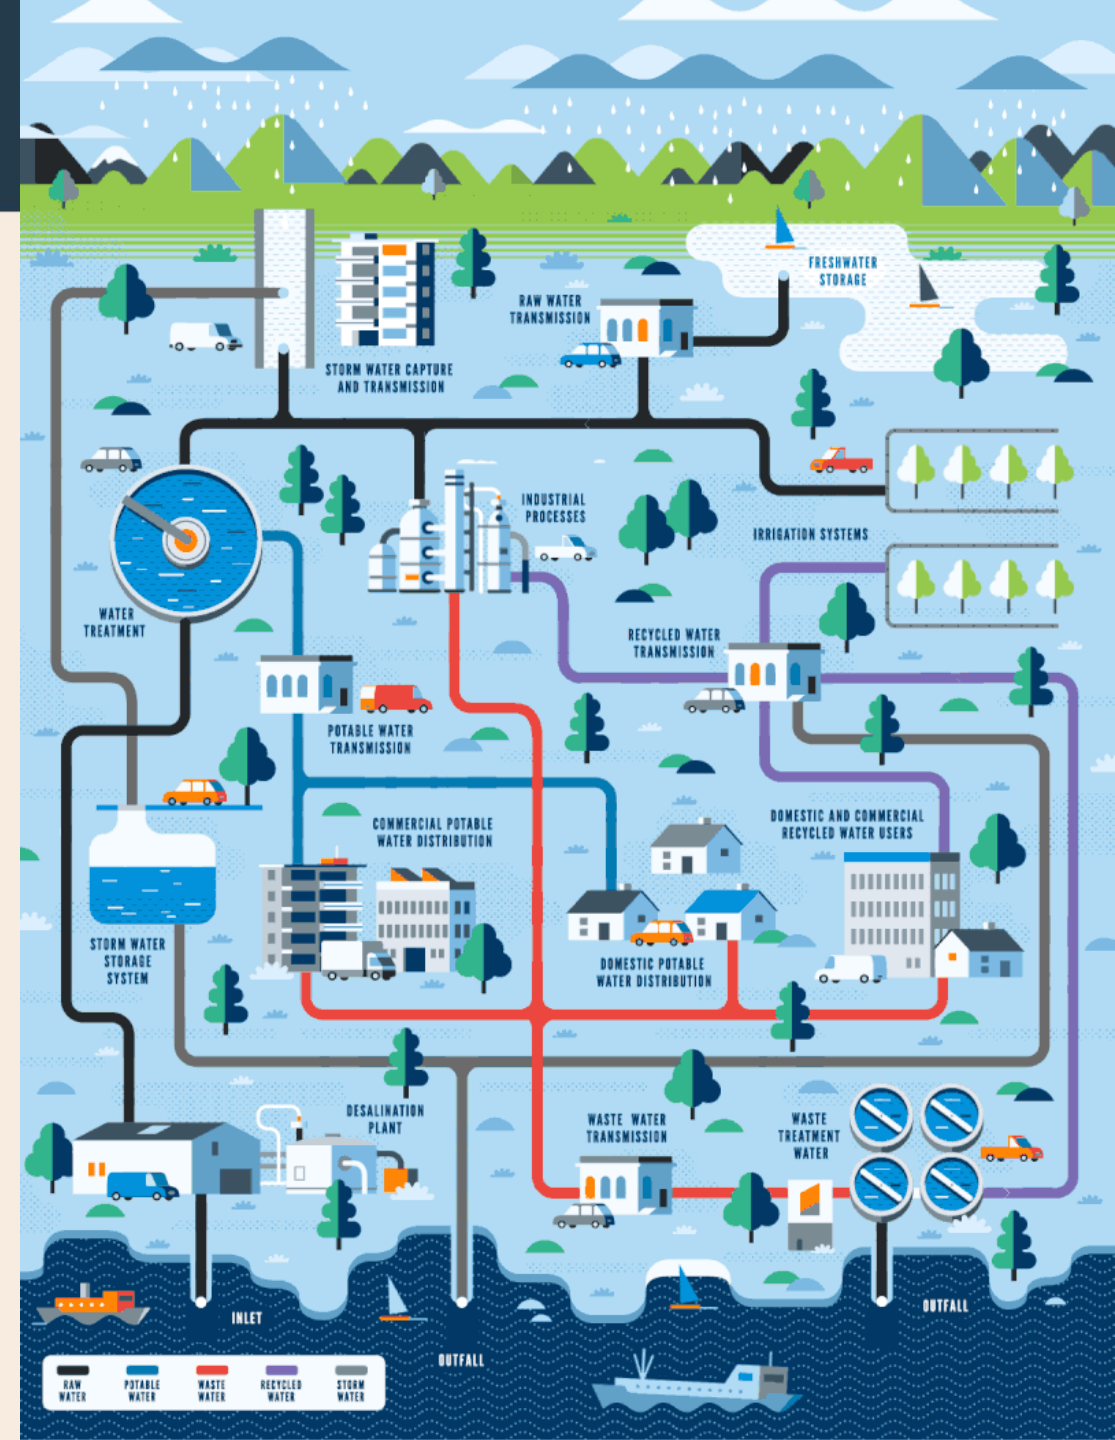 FRESHWATER
STORAGE
RAW WATER
TRANSMISSION
STORM WATER CAPTURE
AND TRANSMISSION
INDUSTRIAL
PROCESSES
IRRIGATION SYSTEMS
WATER
TREATMENT
RECYCLED WATER
TRANSMISSION
POTABLE WATER
TRANSMISSION
COMMERCIAL POTABLE
WATER DISTRIBUTION
DOMESTIC AND COMMERCIAL
RECYCLED WATER USERS
STORM WATER
STORAGE
SYSTEM
DOMESTIC POTABLE
WATER DISTRIBUTION
DESALINATION
PLANT
WASTE WATER
TRANSMISSION
WASTE
TREATMENT
WATER
INLET
OUTFALL
OUTFALL
RAW
WATER
POTABLE
WATER
WASTE
WATER
RECYCLED
WATER
STORM
WATER